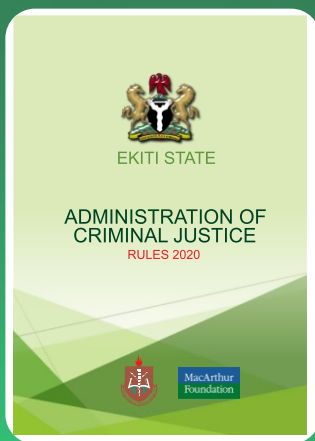 EKITI STATE
ADMINISTRATION OF
CRIMINAL JUSTICE
RULES 2020
MacArthur
Foundation